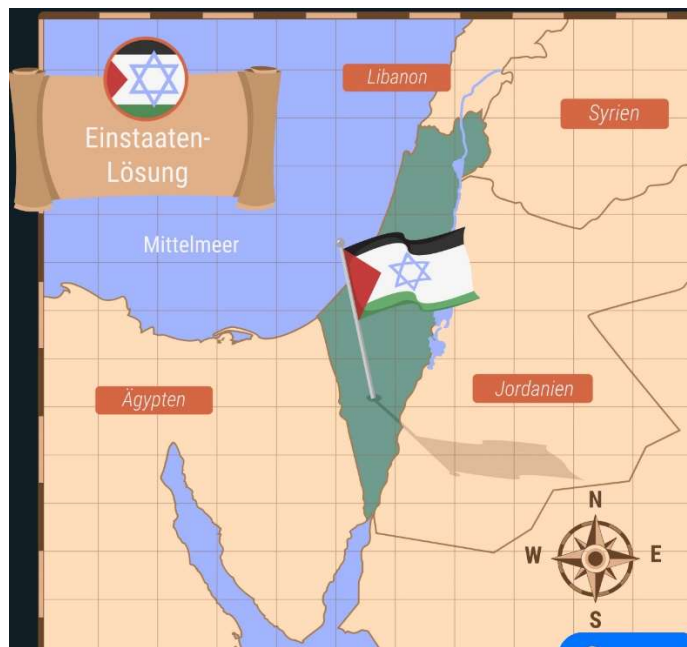 Einstaaten-
Lösung
Libanon
Syrien
Mittelmeer
Ägypten
Jordanien
N
W
E
S